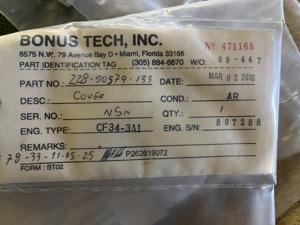 BONUS TECH, INC. Nº 471168
8575 N.W. 79 Avenue Bay D • Miami, Florida 33166
PART IDENTIFICATION TAG (305) 884-6670 W/O 09-447
PART NO.: 228-50579-133 DATE: MAR 02 2010
DESC.: COVER COND.: AR
SER. NO.: NSN QTY.: 1
ENG. TYPE: CF34-3A1 ENG. S/N: 807288
REMARKS:
78-33-11-05-25 P262619072
FORM: BT02